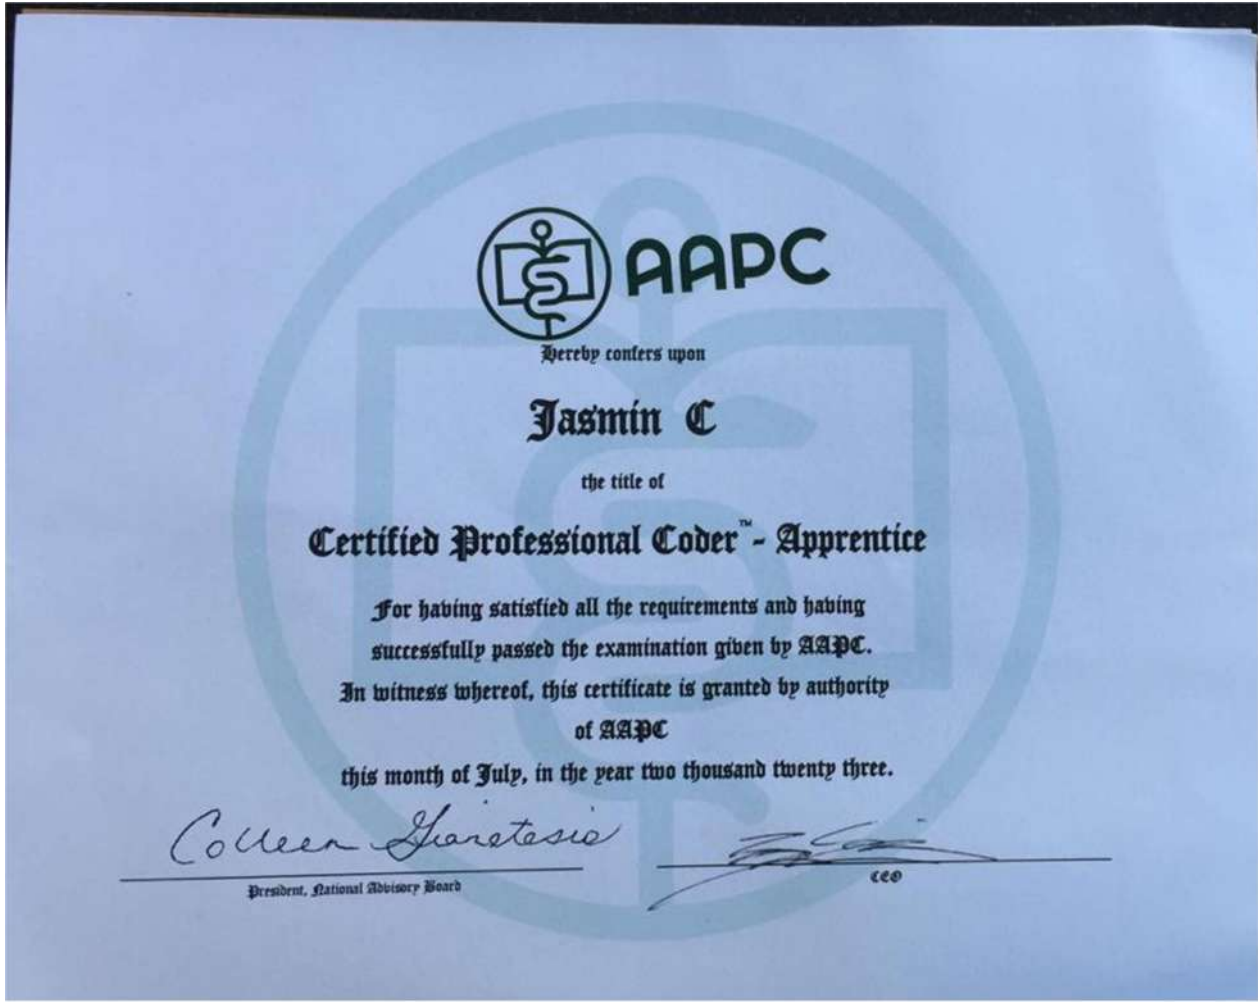 AAPC
Hereby confers upon
Jasmin C
the title of
Certified Professional Coder™- Apprentice
For having satisfied all the requirements and having
successfully passed the examination given by AAPC.
In witness whereof, this certificate is granted by authority
of AAPC
this month of July, in the year two thousand twenty three.
Colleen
President, National Advisory Board
CEO